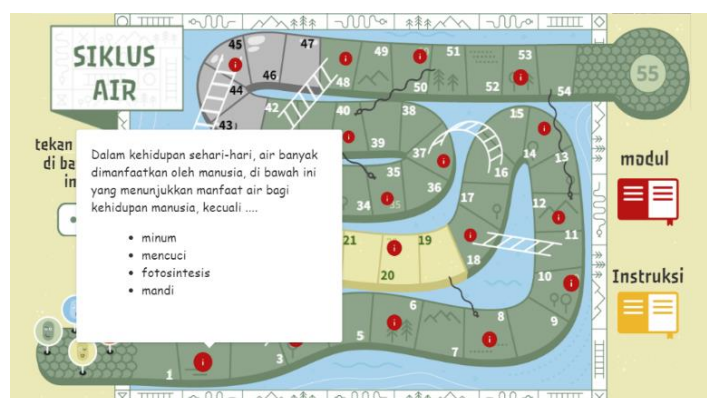 SIKLUS
AIR
tekan
di ba
in
Dalam kehidupan sehari-hari, air banyak
dimanfaatkan oleh manusia, di bawah ini
yang menunjukkan manfaat air bagi
kehidupan manusia, kecuali ....
• minum
• mencuci
• fotosintesis
• mandi
modul
Instruksi
45
47
49
51
53
46
44
48
50
52
54
55
43
42
40
38
39
37
36
35
34
15
14
13
16
17
12
11
18
10
21
19
20
9
8
7
6
5
3
1